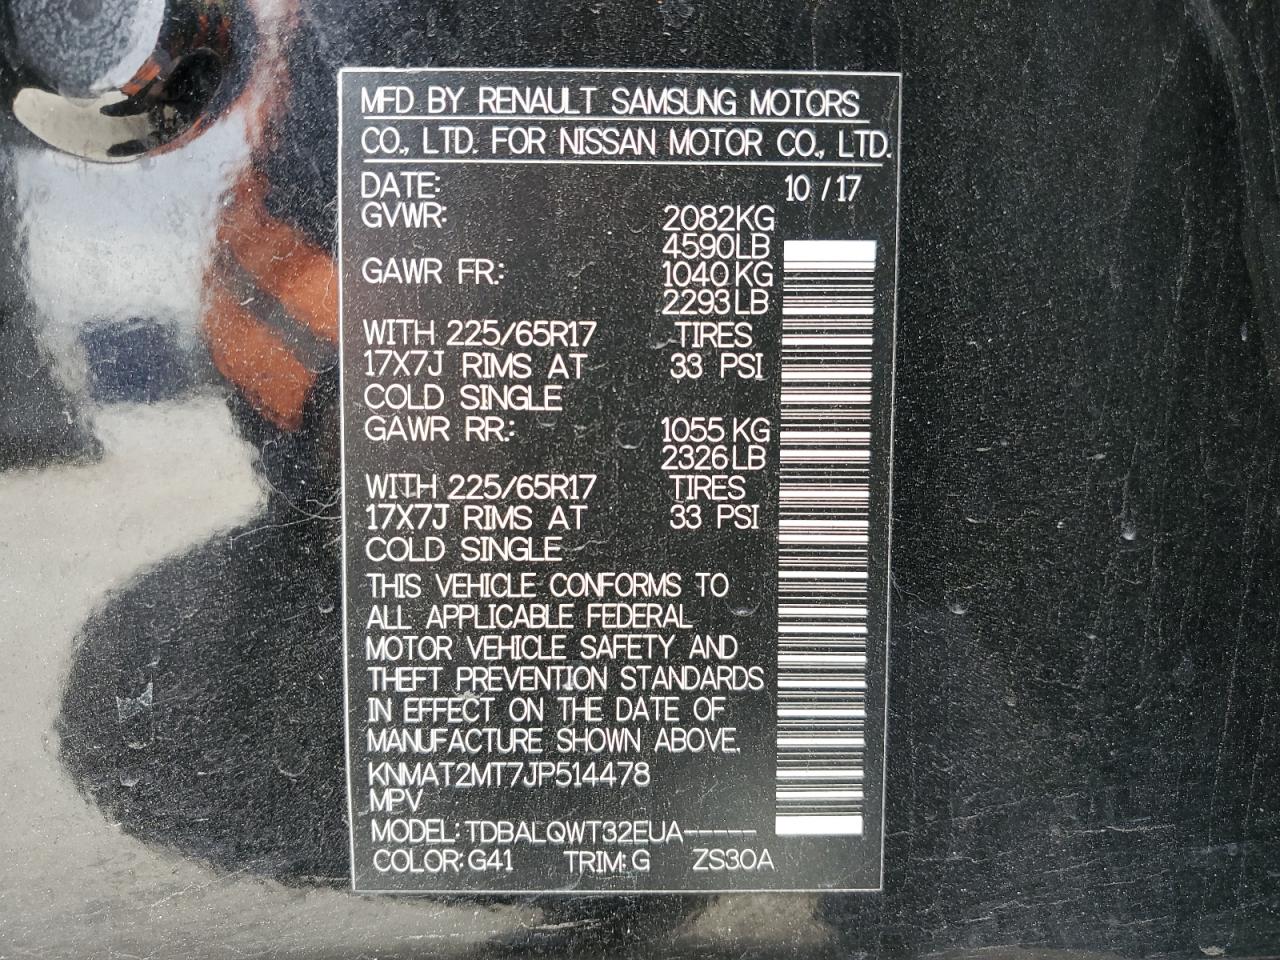 MFD BY RENAULT SAMSUNG MOTORS
CO., LTD. FOR NISSAN MOTOR CO., LTD.
DATE: 10 / 17
GVWR: 2082KG
4590LB
GAWR FR.: 1040 KG
2293 LB
WITH 225/65R17 TIRES
17X7J RIMS AT 33 PSI
COLD SINGLE
GAWR RR.: 1055 KG
2326 LB
WITH 225/65R17 TIRES
17X7J RIMS AT 33 PSI
COLD SINGLE
THIS VEHICLE CONFORMS TO
ALL APPLICABLE FEDERAL
MOTOR VEHICLE SAFETY AND
THEFT PREVENTION STANDARDS
IN EFFECT ON THE DATE OF
MANUFACTURE SHOWN ABOVE.
KNMAT2MT7JP514478
MPV
MODEL: TDBALQWT32EUA-----
COLOR: G41 TRIM: G ZS30A